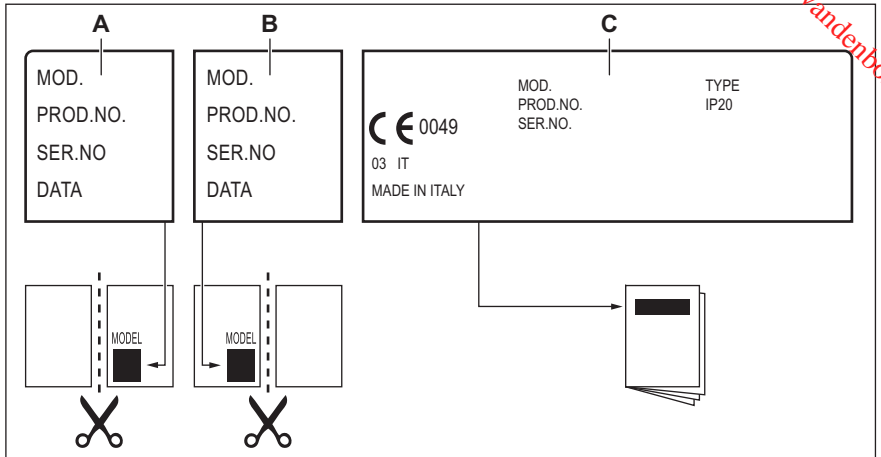 A
B
C
MOD.
PROD.NO.
SER.NO
DATA
MOD.
PROD.NO.
SER.NO
DATA
MOD.
PROD.NO.
SER.NO.
TYPE
IP20
CE 0049
03 IT
MADE IN ITALY
MODEL
MODEL